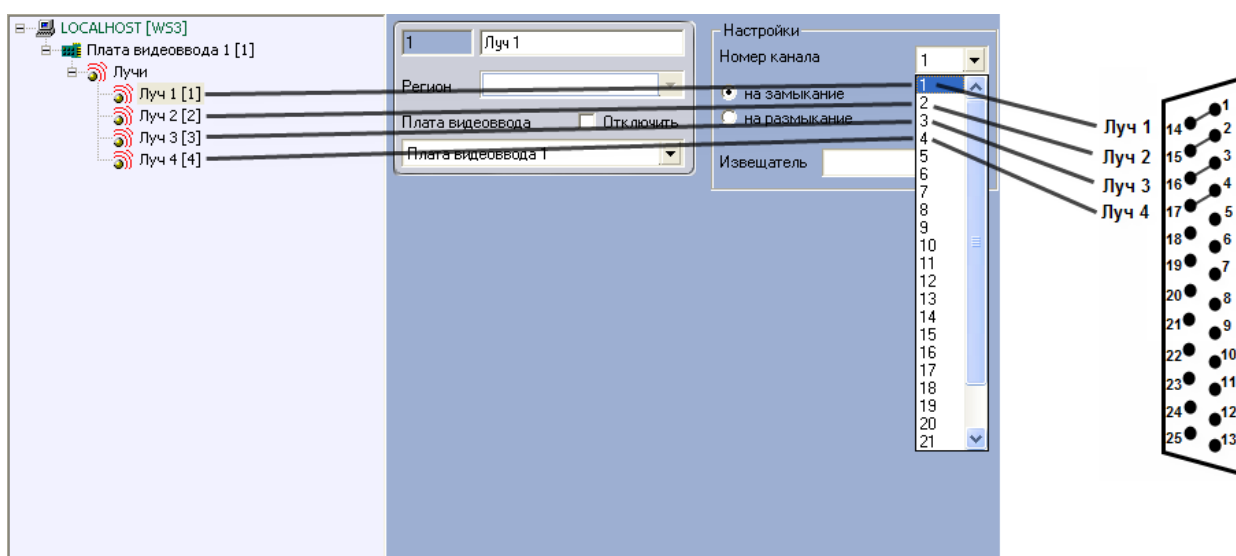 LOCALHOST [WS3]
Плата видеоввода 1 [1]
Лучи
Луч 1 [1]
Луч 2 [2]
Луч 3 [3]
Луч 4 [4]
1 Луч 1
Регион
Плата видеоввода Отключить
Плата видеоввода 1
Настройки
Номер канала 1
на замыкание
на размыкание
Извещатель
1
2
3
4
5
6
7
8
9
10
11
12
13
14
15
16
17
18
19
20
21
Луч 1
Луч 2
Луч 3
Луч 4
1
14
2
15
3
16
4
17
5
18
6
19
7
20
8
21
9
22
10
23
11
24
12
25
13